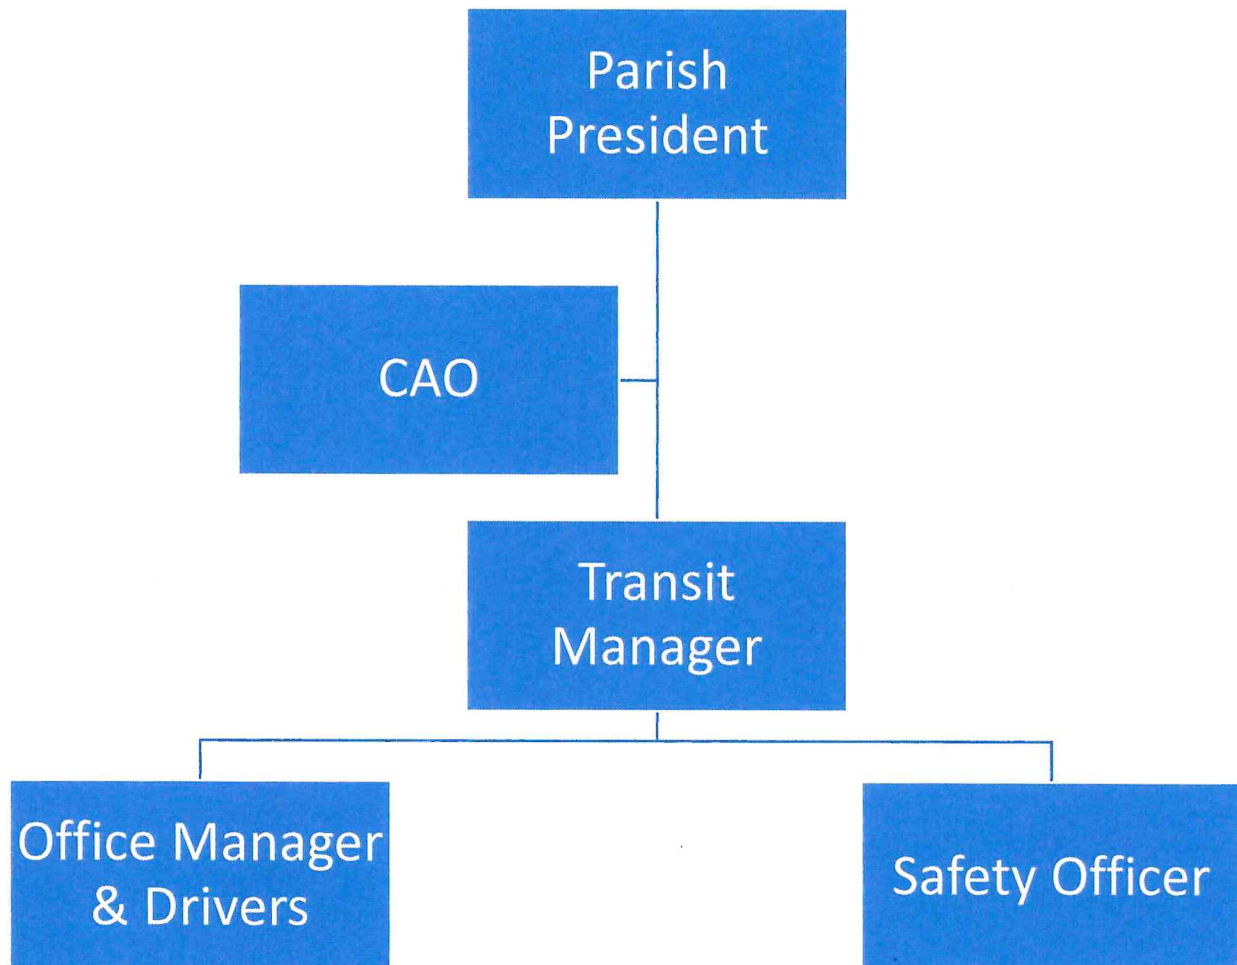 Parish
President
CAO
Transit
Manager
Office Manager
& Drivers
Safety Officer